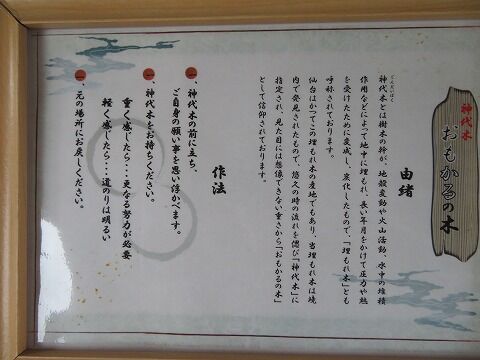 神代木
おもかるの木
由緒
神代木とは樹木の幹が、地殻変動や火山活動、水中の堆積
作用などによって地中に埋まれ、長い年月をかけて圧力や熱
を受けたために変成し、炭化したもので、「埋もれ木」とも
呼称されております。
仙台はかつてこの埋もれ木の産地でもあり、当埋もれ木は境
内で発見されたもので、悠久の時の流れを偲び「神代木」に
指定され、見た目には想像できない重さから「おもかるの木」
として信仰されております。
作法
一、神代木の前に立ち、
ご自身の願い事を思い浮かべます。
一、神代木をお持ちください。
重く感じたら…更なる努力が必要
軽く感じたら…道のりは明るい
一、元の場所にお戻しください。